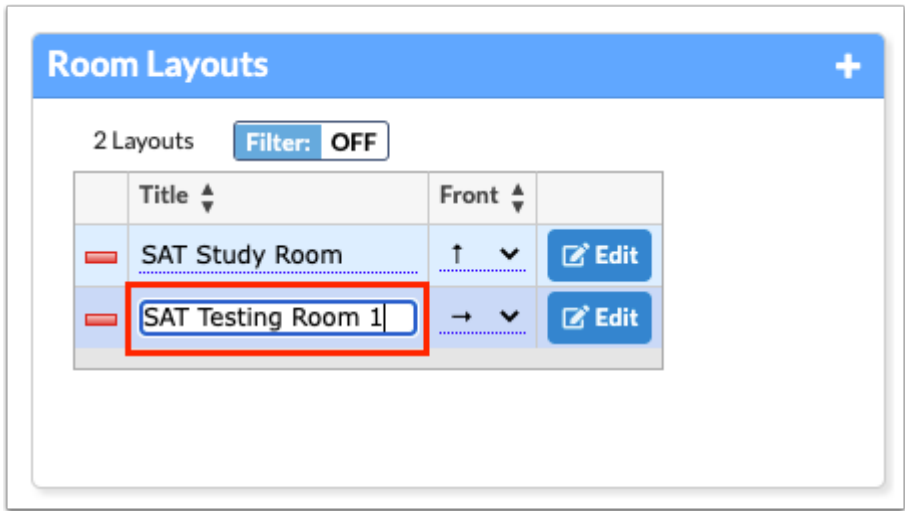 Room Layouts +
2 Layouts Filter: OFF
Title Front
SAT Study Room ↑ Edit
SAT Testing Room 1 → Edit